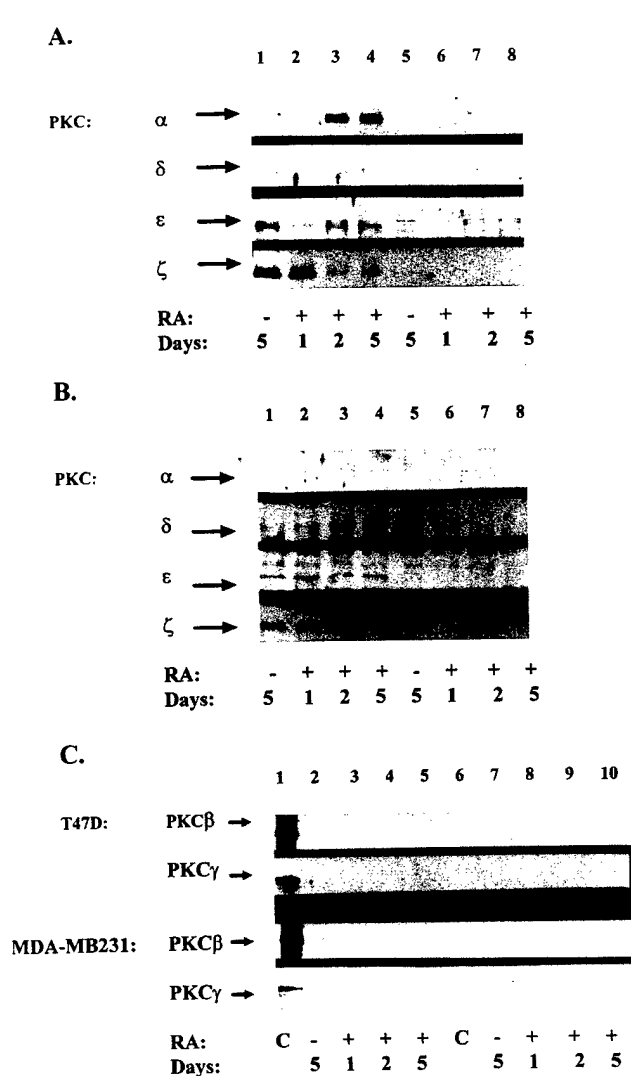 A.
1 2 3 4 5 6 7 8
PKC: α
δ
ε
ζ
RA: - + + + - + + +
Days: 5 1 2 5 5 1 2 5
B.
1 2 3 4 5 6 7 8
PKC: α
δ
ε
ζ
RA: - + + + - + + +
Days: 5 1 2 5 5 1 2 5
C.
1 2 3 4 5 6 7 8 9 10
T47D: PKCβ
PKCγ
MDA-MB231: PKCβ
PKCγ
RA: C - + + + C - + + +
Days: 5 1 2 5 5 1 2 5